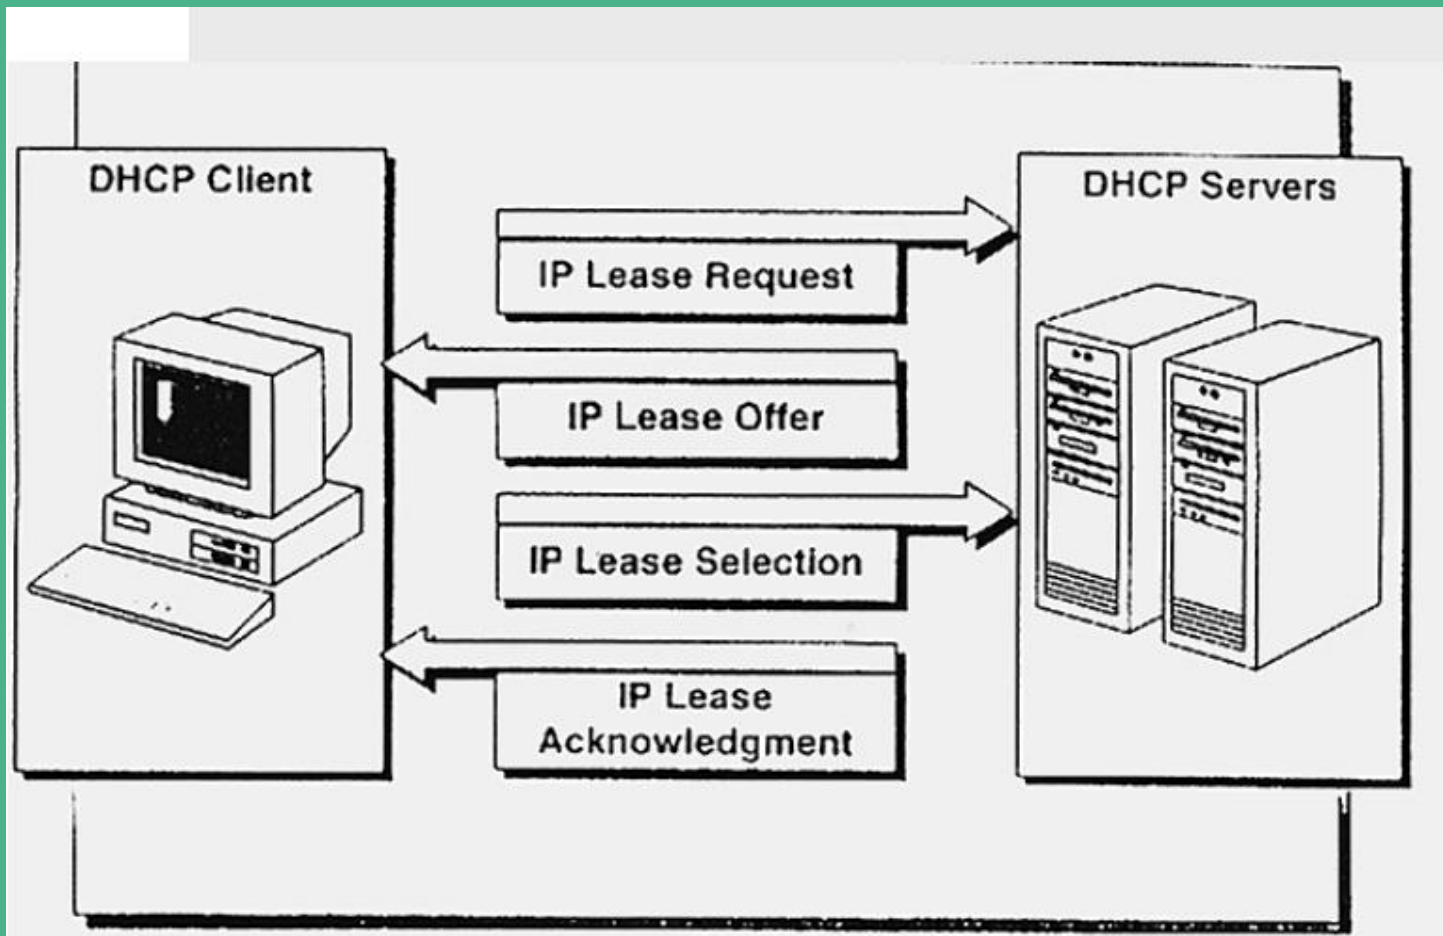 DHCP Client
DHCP Servers
IP Lease Request
IP Lease Offer
IP Lease Selection
IP Lease
Acknowledgment